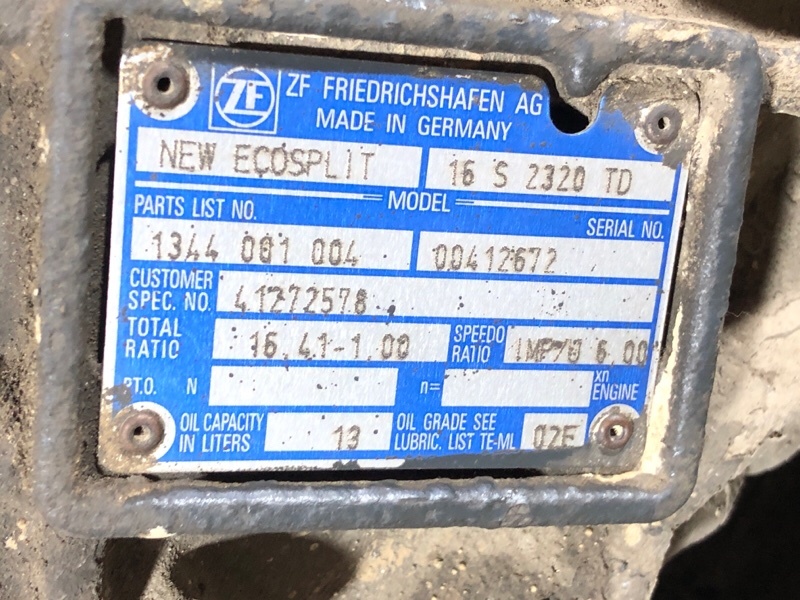 ZF ZF FRIEDRICHSHAFEN AG
MADE IN GERMANY
NEW ECOSPLIT 16 S 2320 TD
MODEL
PARTS LIST NO. SERIAL NO.
1344 001 004 00412672
CUSTOMER
SPEC. NO. 41272578
TOTAL
RATIO 16.41-1.00 SPEEDO
RATIO IMP/U 6.00
P.T.O. N n= xn
ENGINE
OIL CAPACITY
IN LITERS 13 OIL GRADE SEE
LUBRIC. LIST TE-ML 02E